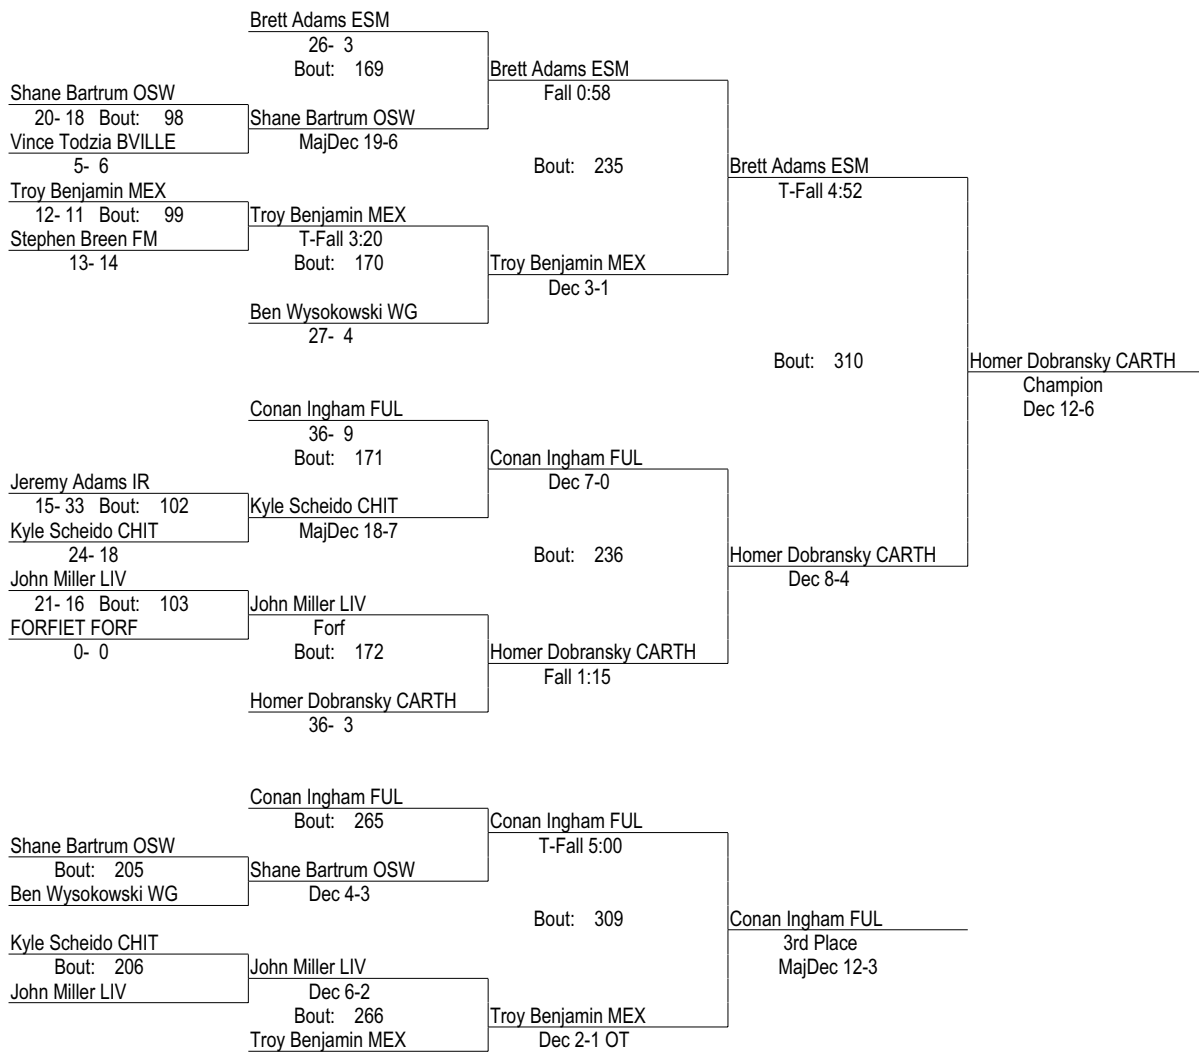 Brett Adams ESM
26- 3
Bout: 169
Brett Adams ESM
Fall 0:58
Shane Bartrum OSW
20- 18 Bout: 98
Shane Bartrum OSW
MajDec 19-6
Vince Todzia BVILLE
5- 6
Bout: 235
Brett Adams ESM
T-Fall 4:52
Troy Benjamin MEX
12- 11 Bout: 99
Troy Benjamin MEX
T-Fall 3:20
Stephen Breen FM
13- 14
Bout: 170
Troy Benjamin MEX
Dec 3-1
Ben Wysokowski WG
27- 4
Bout: 310
Homer Dobransky CARTH
Champion
Dec 12-6
Conan Ingham FUL
36- 9
Bout: 171
Conan Ingham FUL
Dec 7-0
Jeremy Adams IR
15- 33 Bout: 102
Kyle Scheido CHIT
MajDec 18-7
Kyle Scheido CHIT
24- 18
Bout: 236
Homer Dobransky CARTH
Dec 8-4
John Miller LIV
21- 16 Bout: 103
John Miller LIV
Forf
FORFIET FORF
0- 0
Bout: 172
Homer Dobransky CARTH
Fall 1:15
Homer Dobransky CARTH
36- 3
Conan Ingham FUL
Bout: 265
Conan Ingham FUL
T-Fall 5:00
Shane Bartrum OSW
Bout: 205
Shane Bartrum OSW
Dec 4-3
Ben Wysokowski WG
Bout: 309
Conan Ingham FUL
3rd Place
MajDec 12-3
Kyle Scheido CHIT
Bout: 206
John Miller LIV
Dec 6-2
John Miller LIV
Bout: 266
Troy Benjamin MEX
Dec 2-1 OT
Troy Benjamin MEX